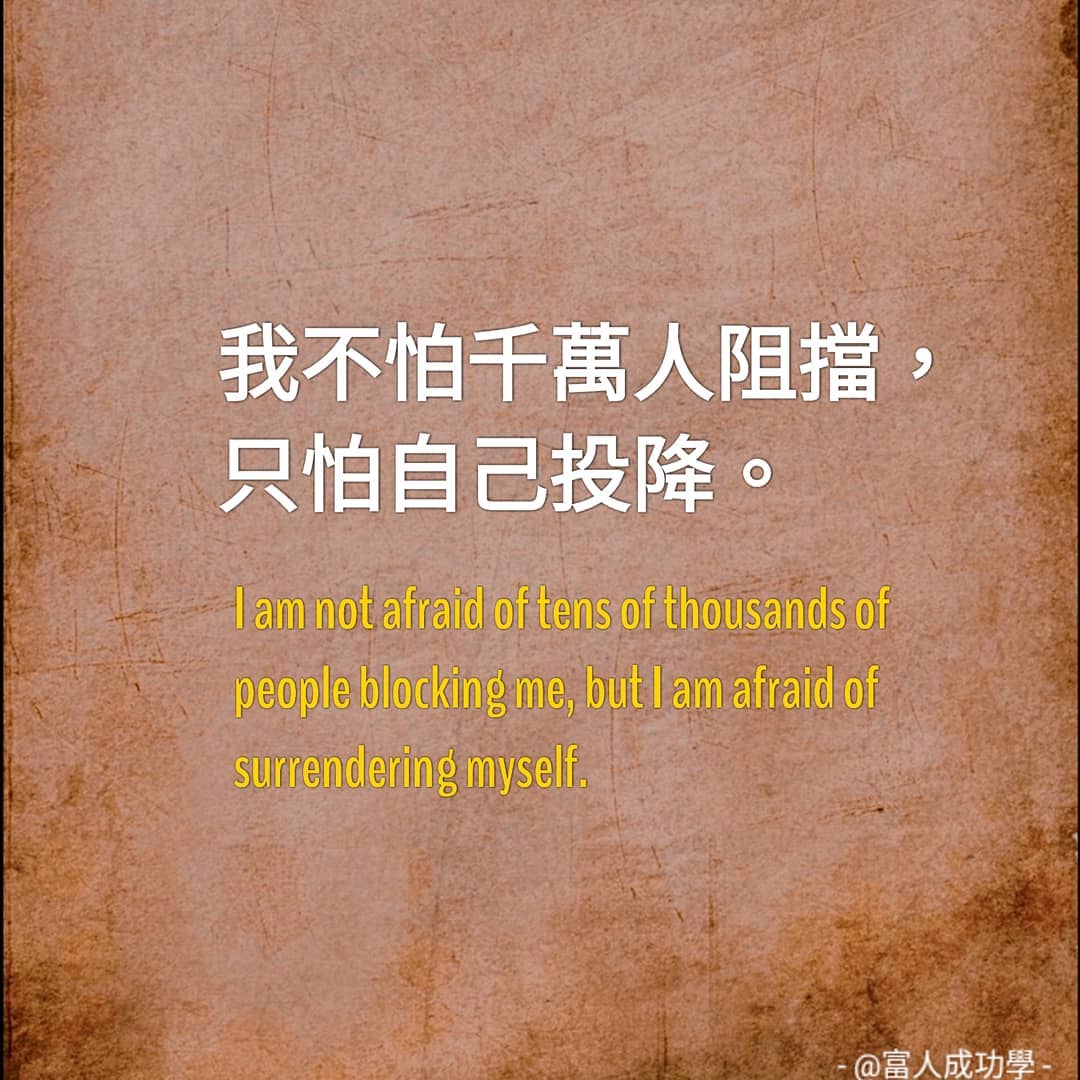 我不怕千萬人阻擋，
只怕自己投降。
I am not afraid of tens of thousands of
people blocking me, but I am afraid of
surrendering myself.
- @富人成功學 -